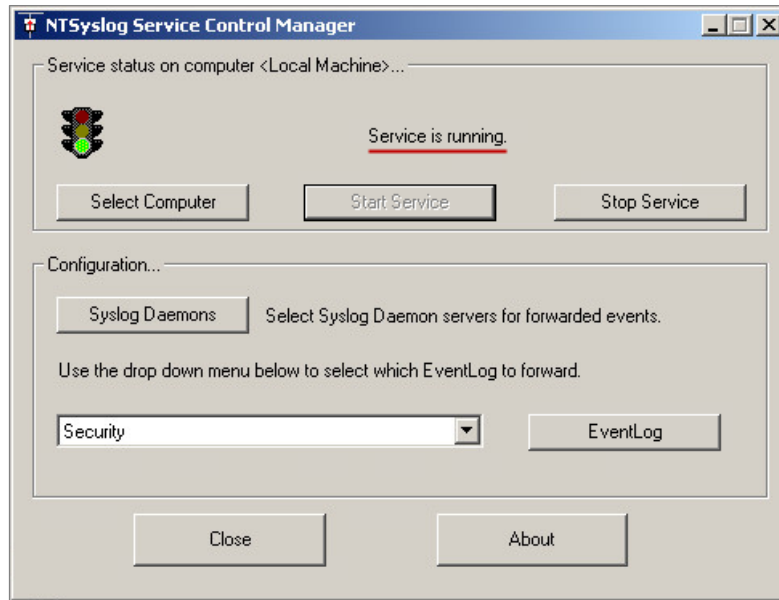 NTSyslog Service Control Manager
Service status on computer <Local Machine>...
Service is running.
Select Computer
Start Service
Stop Service
Configuration...
Syslog Daemons
Select Syslog Daemon servers for forwarded events.
Use the drop down menu below to select which EventLog to forward.
Security
EventLog
Close
About